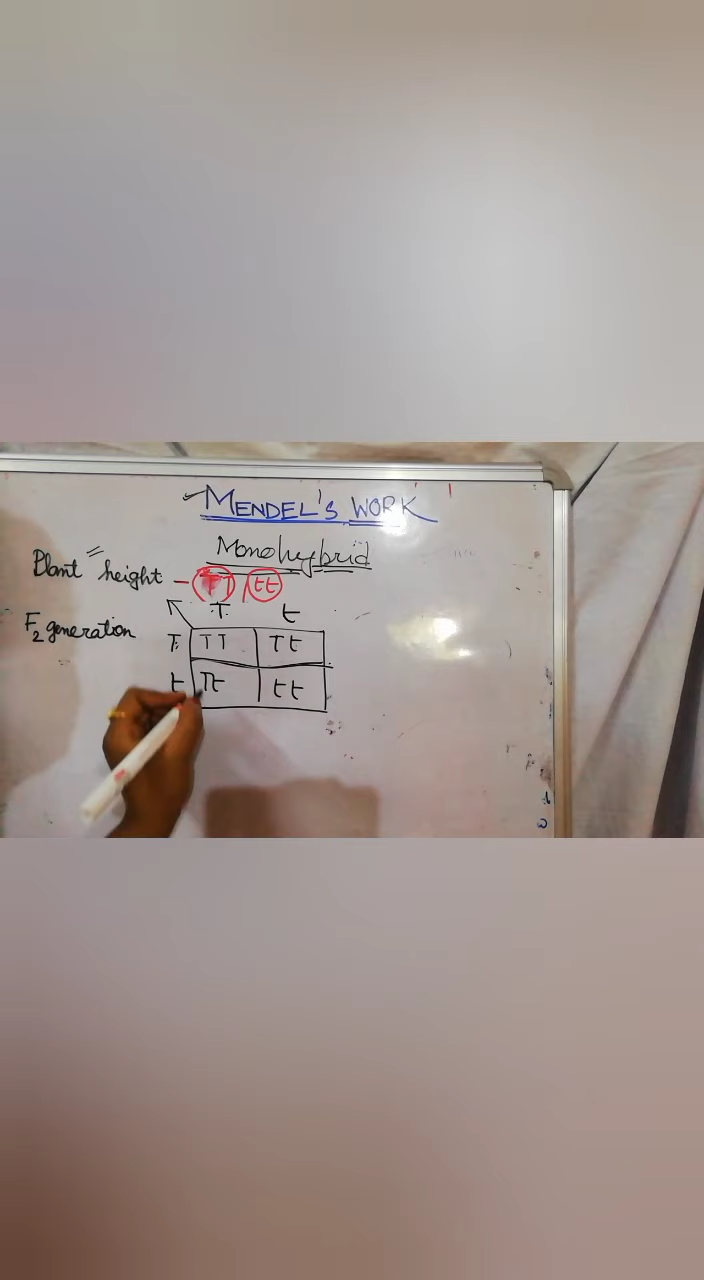 MENDEL'S WORK
Monohybrid
Plant height - TT tt
T t
F2 generation
T TT Tt
t Tt tt